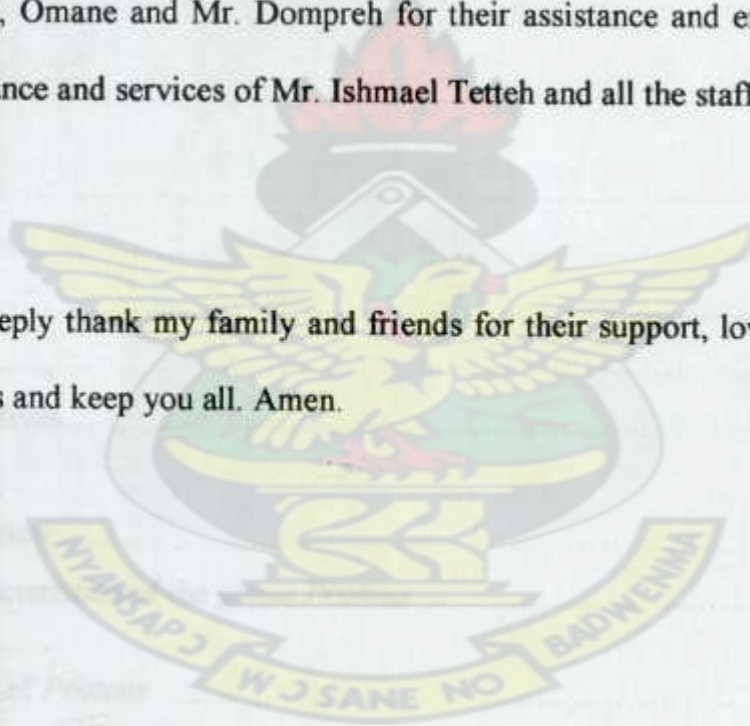 , Omane and Mr. Dompreh for their assistance and e
nce and services of Mr. Ishmael Tetteh and all the staff
eeply thank my family and friends for their support, lo
s and keep you all. Amen.
NYANSAPƆ WƆSANE NO BADWENMA